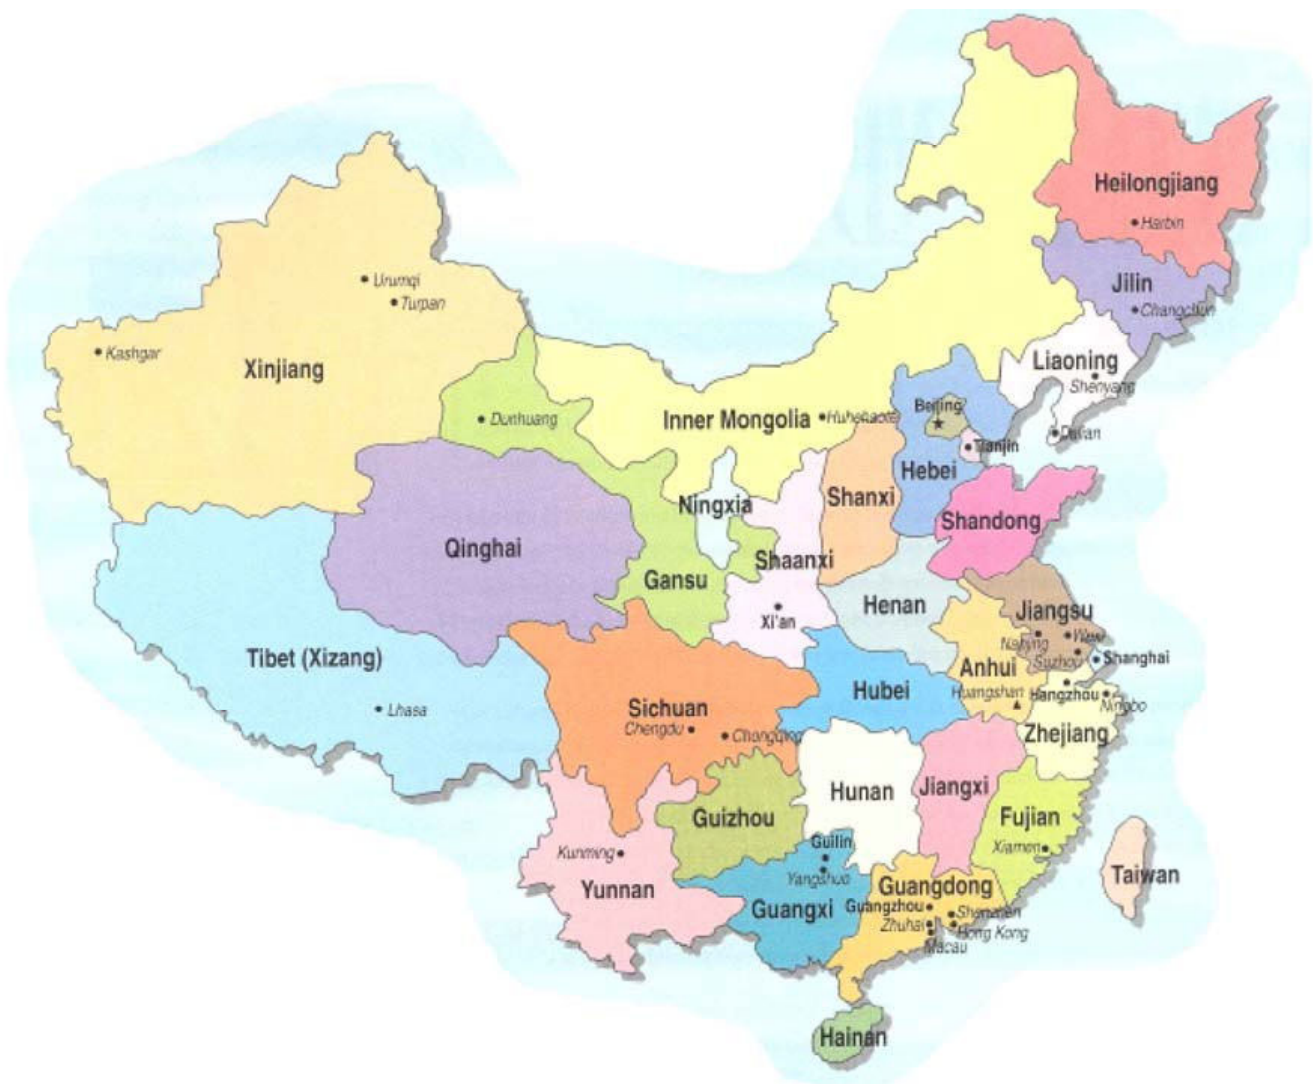 Heilongjiang
Harbin
Urumqi
Turpan
Jilin
Changchun
Kashgar
Xinjiang
Liaoning
Shenyang
Dunhuang
Inner Mongolia
Huhehaote
Beijing
Dalian
Tianjin
Hebei
Ningxia
Shanxi
Shandong
Qinghai
Shaanxi
Gansu
Henan
Jiangsu
Xi'an
Nanjing
Wuxi
Suzhou
Shanghai
Tibet (Xizang)
Anhui
Hubei
Huangshan
Hangzhou
Ningbo
Lhasa
Sichuan
Chengdu
Chongqing
Zhejiang
Hunan
Jiangxi
Guizhou
Fujian
Xiamen
Guilin
Kunming
Yangshuo
Taiwan
Yunnan
Guangdong
Guangxi
Guangzhou
Shenzhen
Zhuhai
Hong Kong
Macau
Hainan